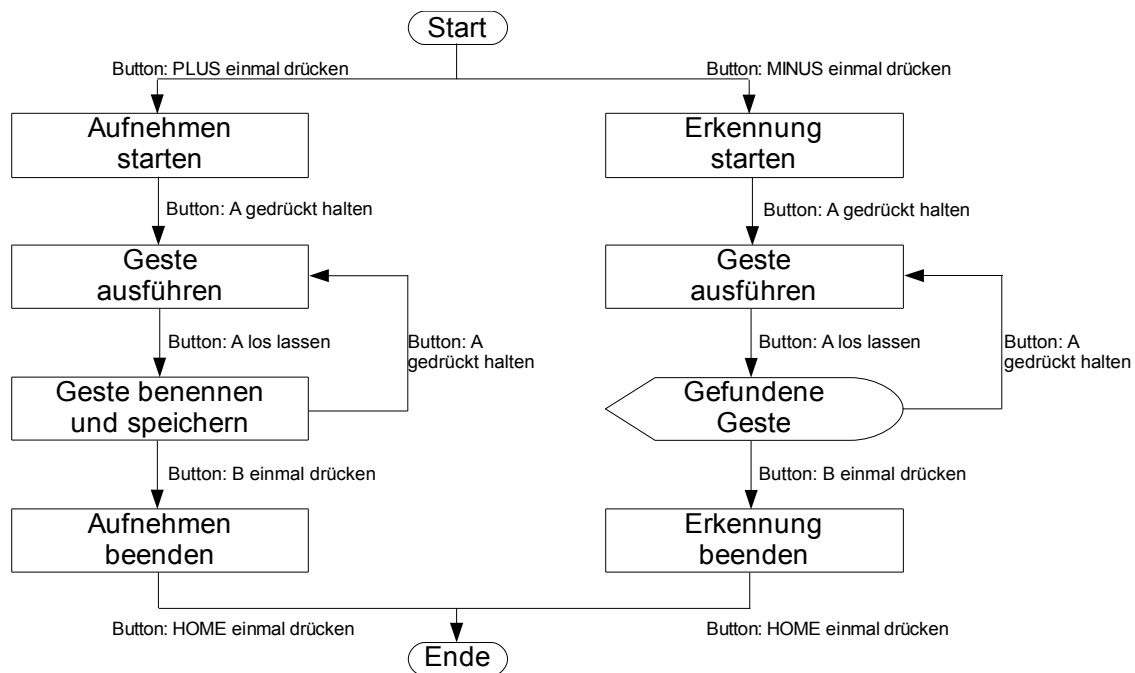 Start
Button: PLUS einmal drücken
Button: MINUS einmal drücken
Aufnehmen
starten
Erkennung
starten
Button: A gedrückt halten
Button: A gedrückt halten
Geste
ausführen
Geste
ausführen
Button: A los lassen
Button: A
gedrückt halten
Button: A los lassen
Button: A
gedrückt halten
Geste benennen
und speichern
Gefundene
Geste
Button: B einmal drücken
Button: B einmal drücken
Aufnehmen
beenden
Erkennung
beenden
Button: HOME einmal drücken
Button: HOME einmal drücken
Ende